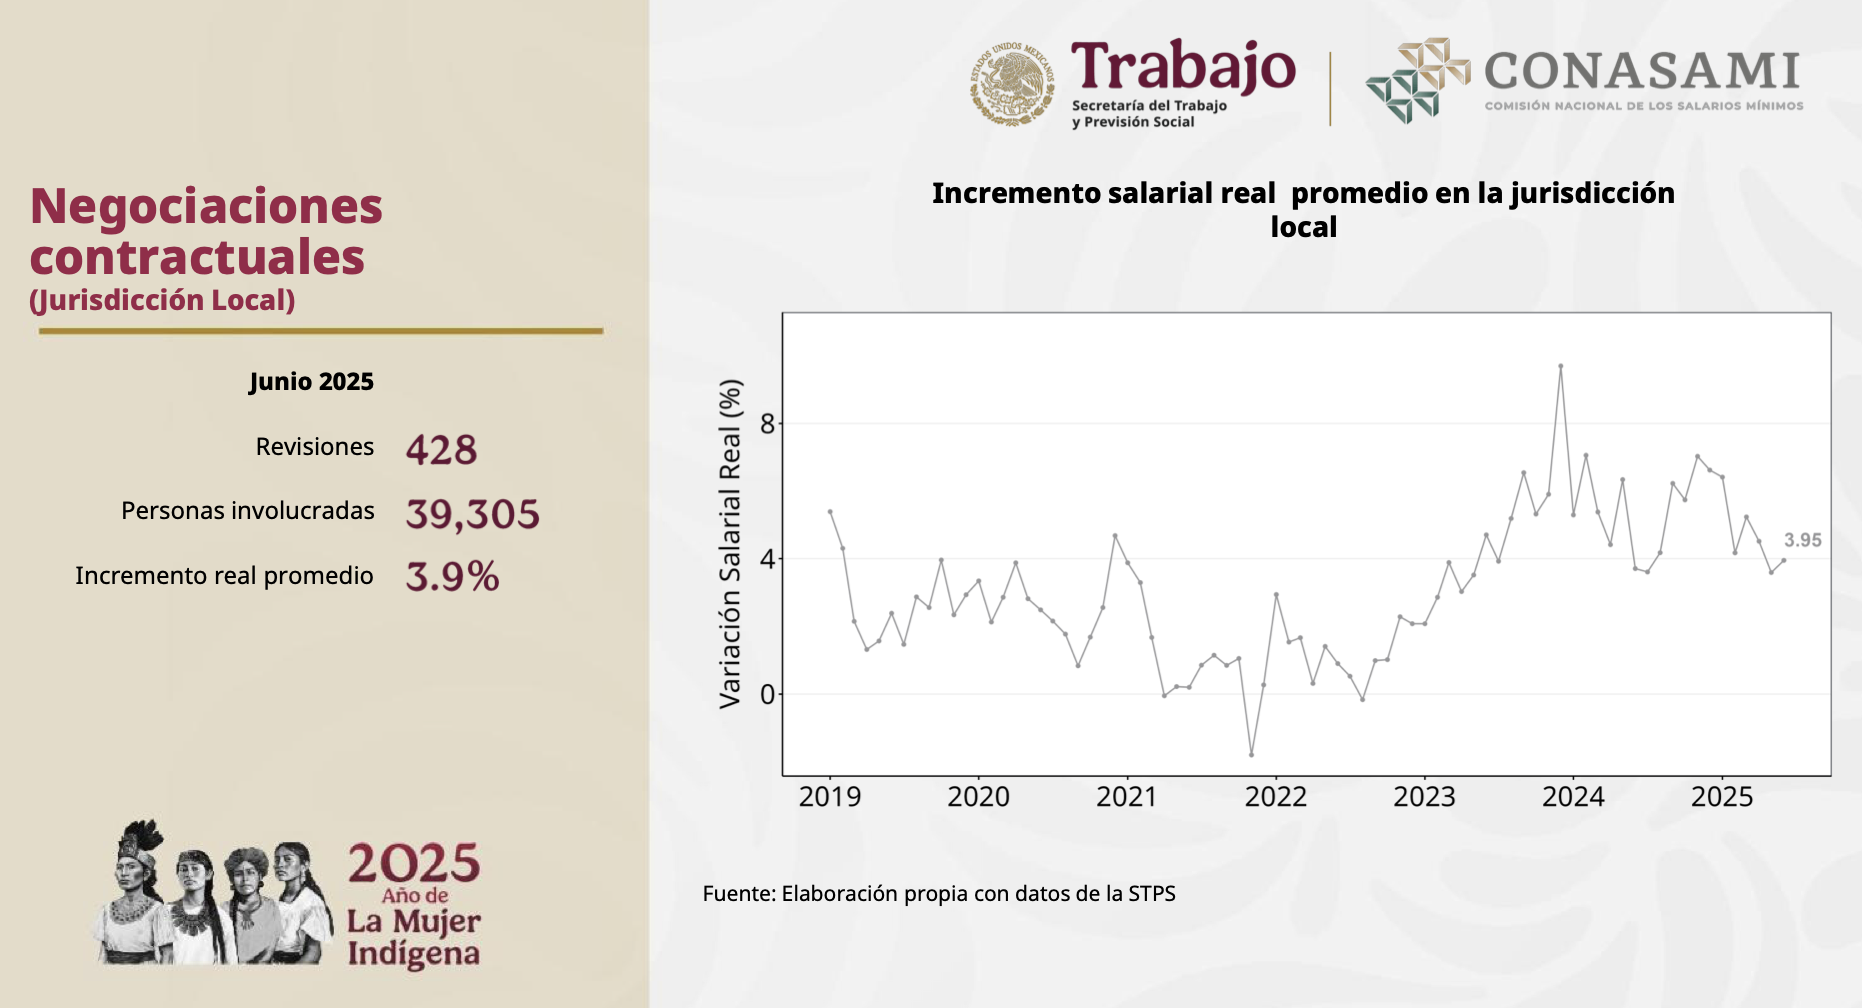 Negociaciones
contractuales
(Jurisdicción Local)
Junio 2025
Revisiones 428
Personas involucradas 39,305
Incremento real promedio 3.9%
2025
Año de
La Mujer
Indígena
ESTADOS UNIDOS MEXICANOS
Trabajo
Secretaría del Trabajo
y Previsión Social
CONASAMI
COMISIÓN NACIONAL DE LOS SALARIOS MÍNIMOS
Incremento salarial real  promedio en la jurisdicción
local
Variación Salarial Real (%)
8
4
0
3.95
2019 2020 2021 2022 2023 2024 2025
Fuente: Elaboración propia con datos de la STPS